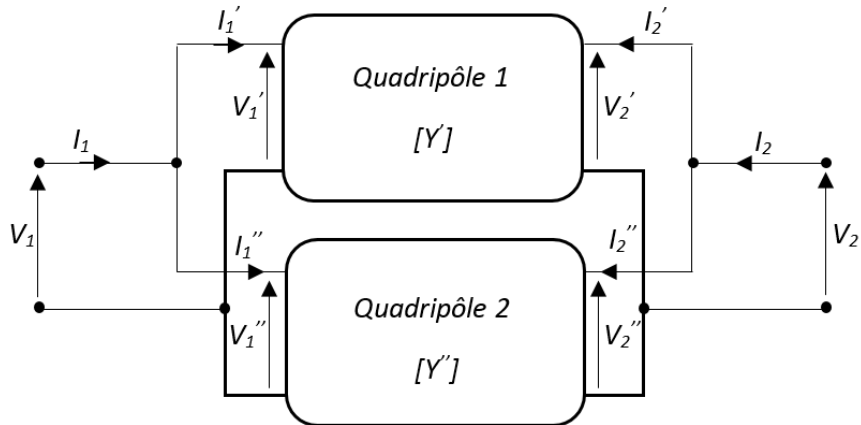 I1’ I2’
Quadripôle 1
V1’ V2’
[Y’]
I1 I2
V1 V2
I1’’ I2’’
Quadripôle 2
V1’’ V2’’
[Y’’]